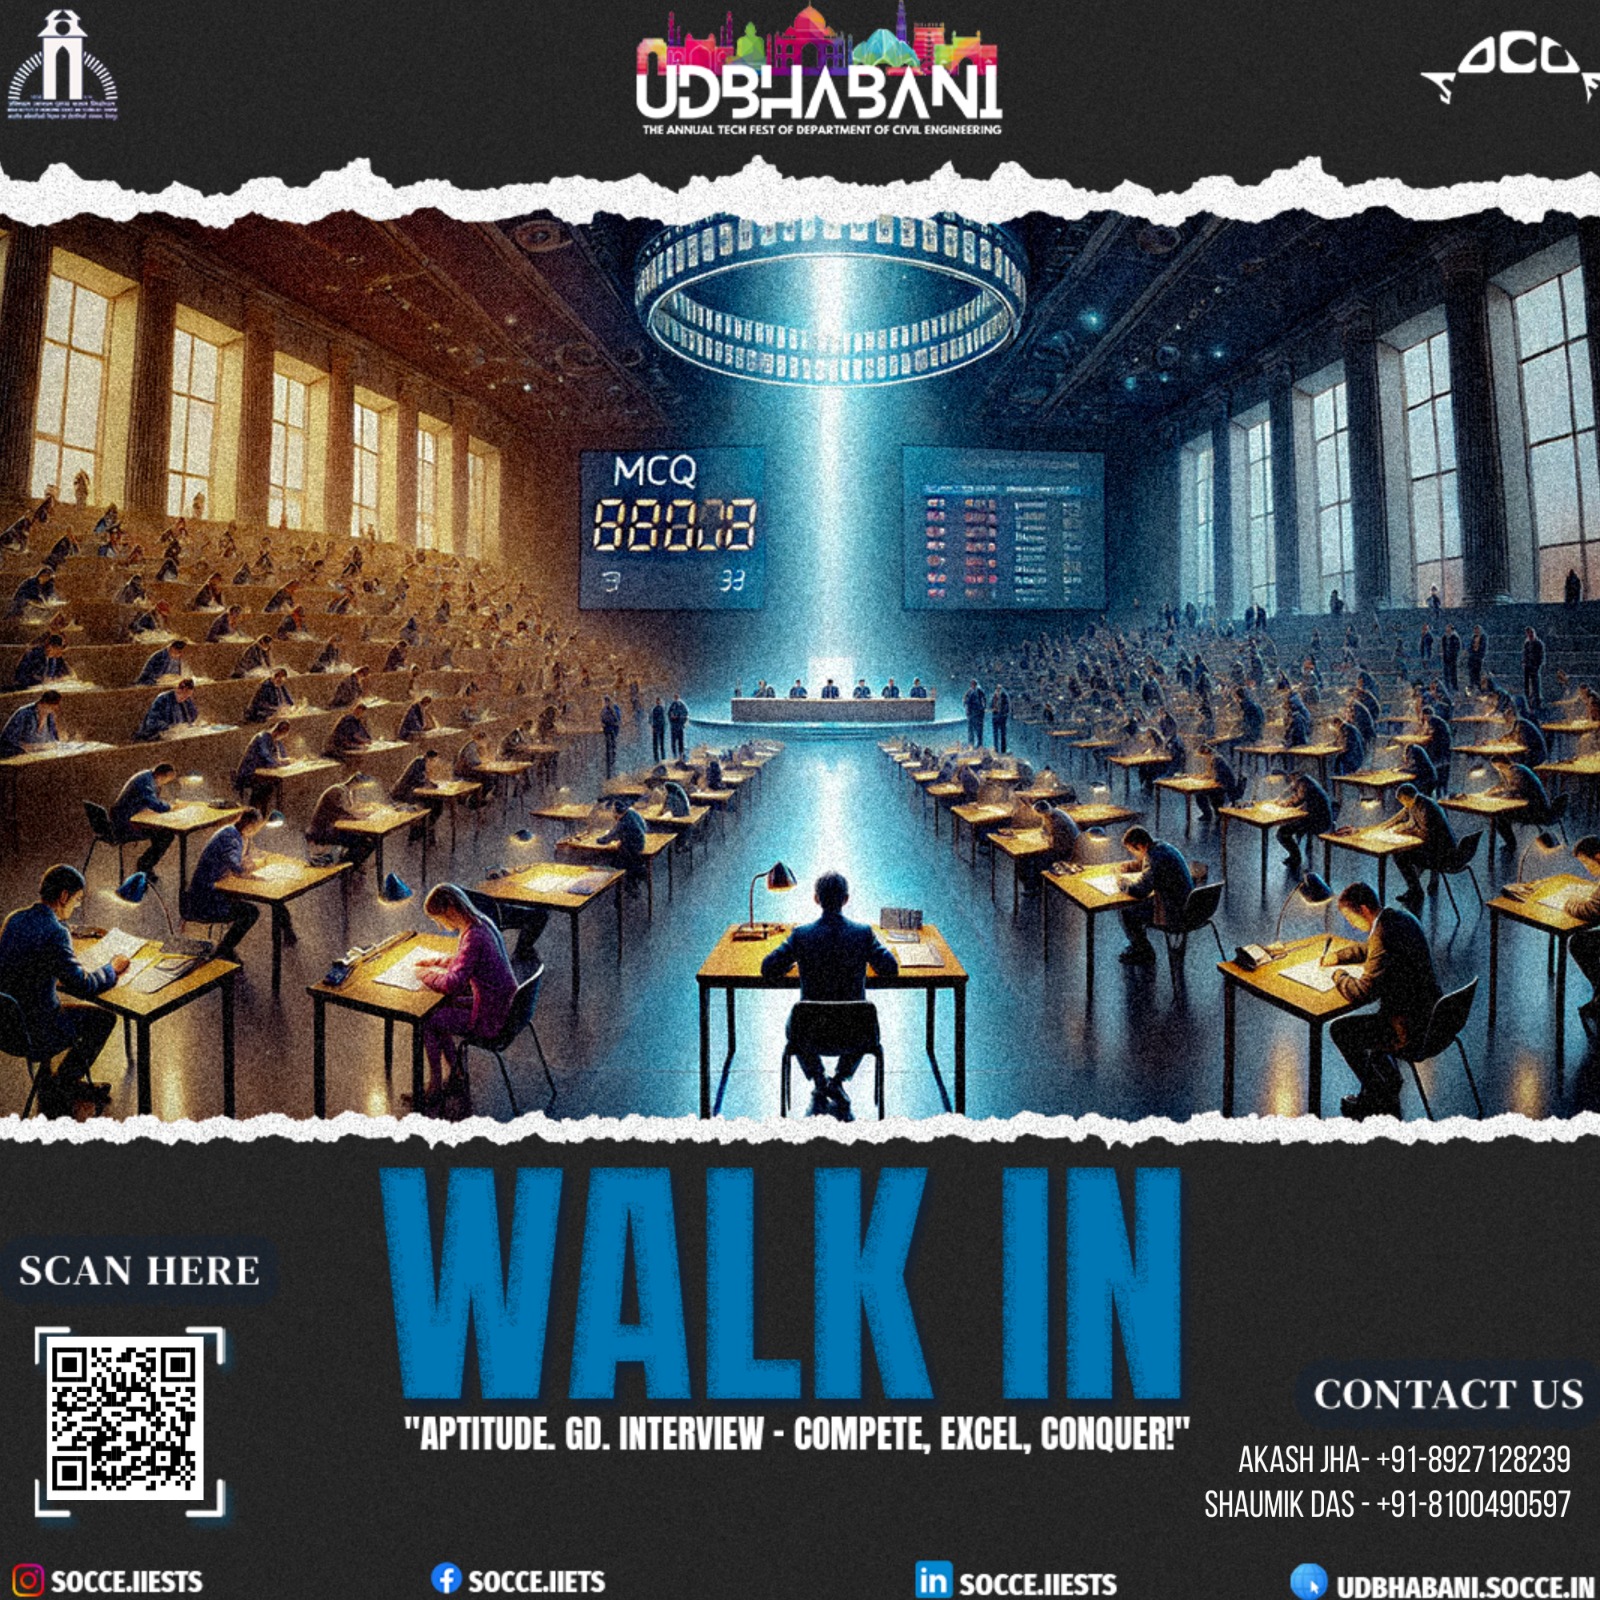 UDBHABANI
THE ANNUAL TECH FEST OF DEPARTMENT OF CIVIL ENGINEERING
MCQ
33
WALK IN
"APTITUDE. GD. INTERVIEW - COMPETE, EXCEL, CONQUER!"
SCAN HERE
CONTACT US
AKASH JHA- +91-8927128239
SHAUMIK DAS - +91-8100490597
SOCCE.IIESTS
SOCCE.IIETS
SOCCE.IIESTS
UDBHABANI.SOCCE.IN